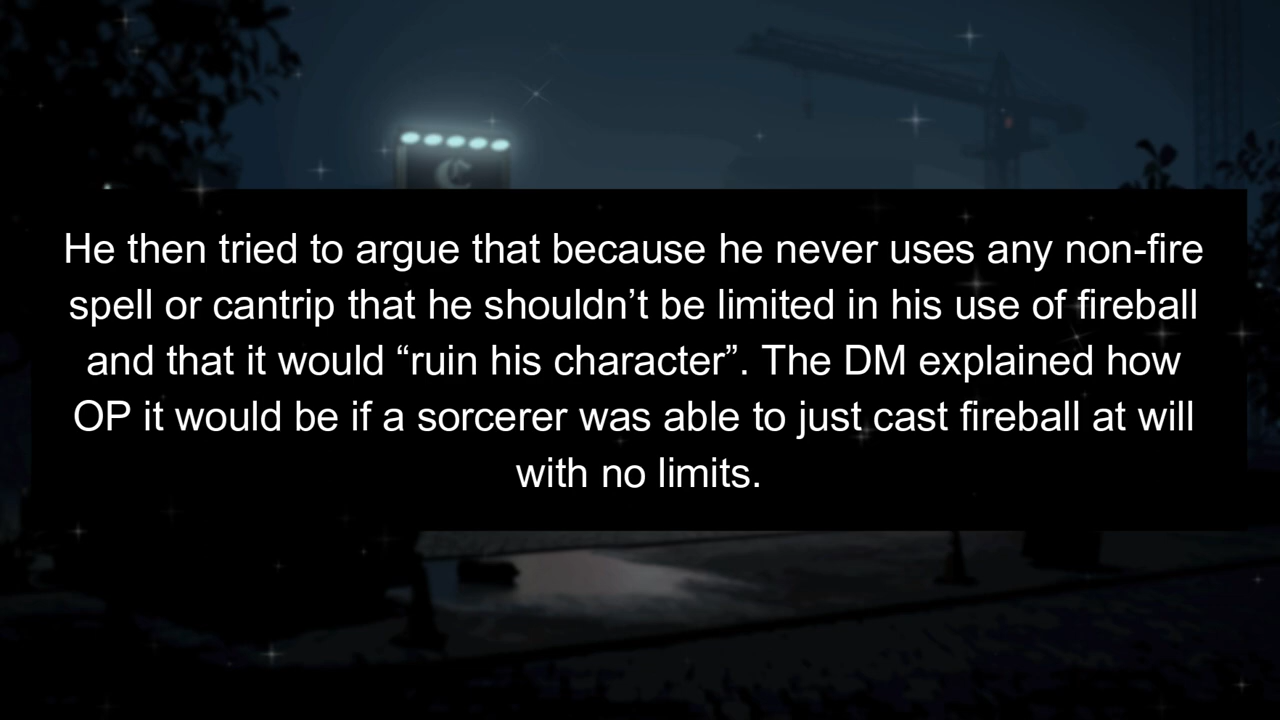 C
He then tried to argue that because he never uses any non-fire
spell or cantrip that he shouldn’t be limited in his use of fireball
and that it would “ruin his character”. The DM explained how
OP it would be if a sorcerer was able to just cast fireball at will
with no limits.